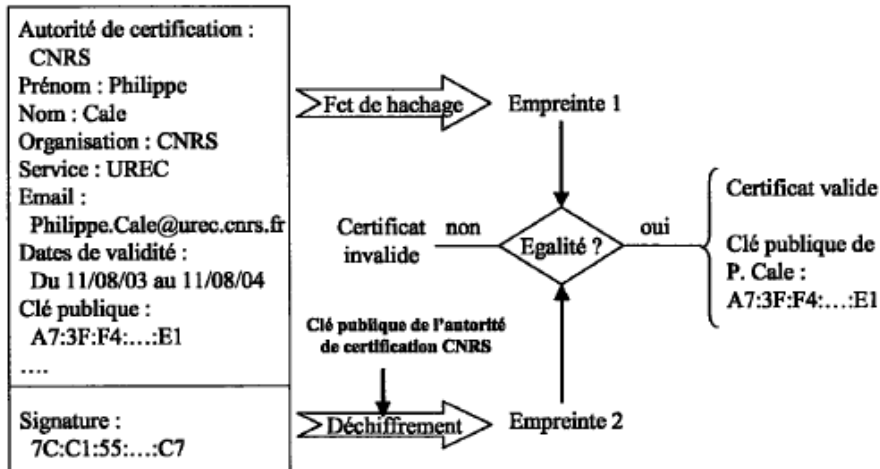 Autorité de certification :
CNRS
Prénom : Philippe
Nom : Cale
Organisation : CNRS
Service : UREC
Email :
Philippe.Cale@urec.cnrs.fr
Dates de validité :
Du 11/08/03 au 11/08/04
Clé publique :
A7:3F:F4:...:E1
....
Signature :
7C:C1:55:...:C7
Fct de hachage
Empreinte 1
Certificat invalide
non
Egalité ?
oui
Certificat valide
Clé publique de
P. Cale :
A7:3F:F4:...:E1
Clé publique de l'autorité
de certification CNRS
Déchiffrement
Empreinte 2